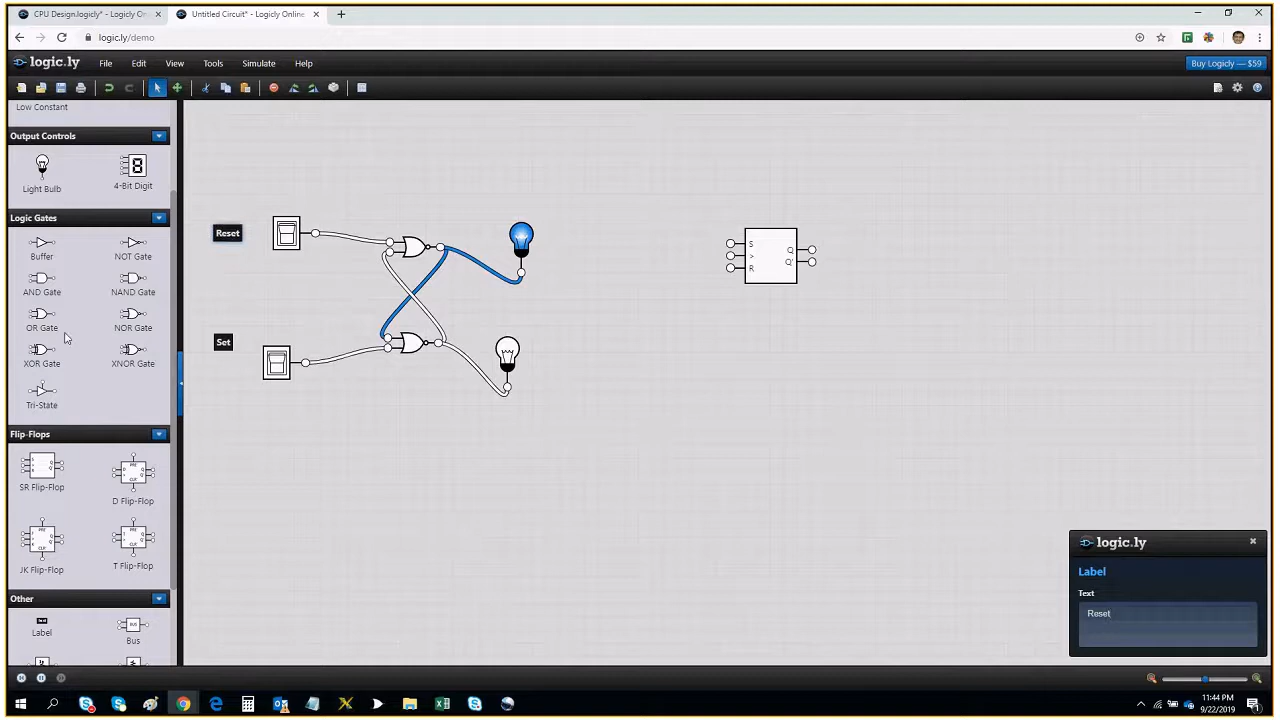 CPU Design.logicly* - Logicly On
Untitled Circuit* - Logicly Online
logic.ly/demo
logic.ly
File
Edit
View
Tools
Simulate
Help
Buy Logicly — $59
Low Constant
Output Controls
Light Bulb
4-Bit Digit
Logic Gates
Buffer
NOT Gate
AND Gate
NAND Gate
OR Gate
NOR Gate
XOR Gate
XNOR Gate
Tri-State
Flip-Flops
SR Flip-Flop
D Flip-Flop
JK Flip-Flop
T Flip-Flop
Other
Label
Bus
Reset
Set
S
>
R
Q
Q'
logic.ly
Label
Text
Reset
11:44 PM
9/22/2019